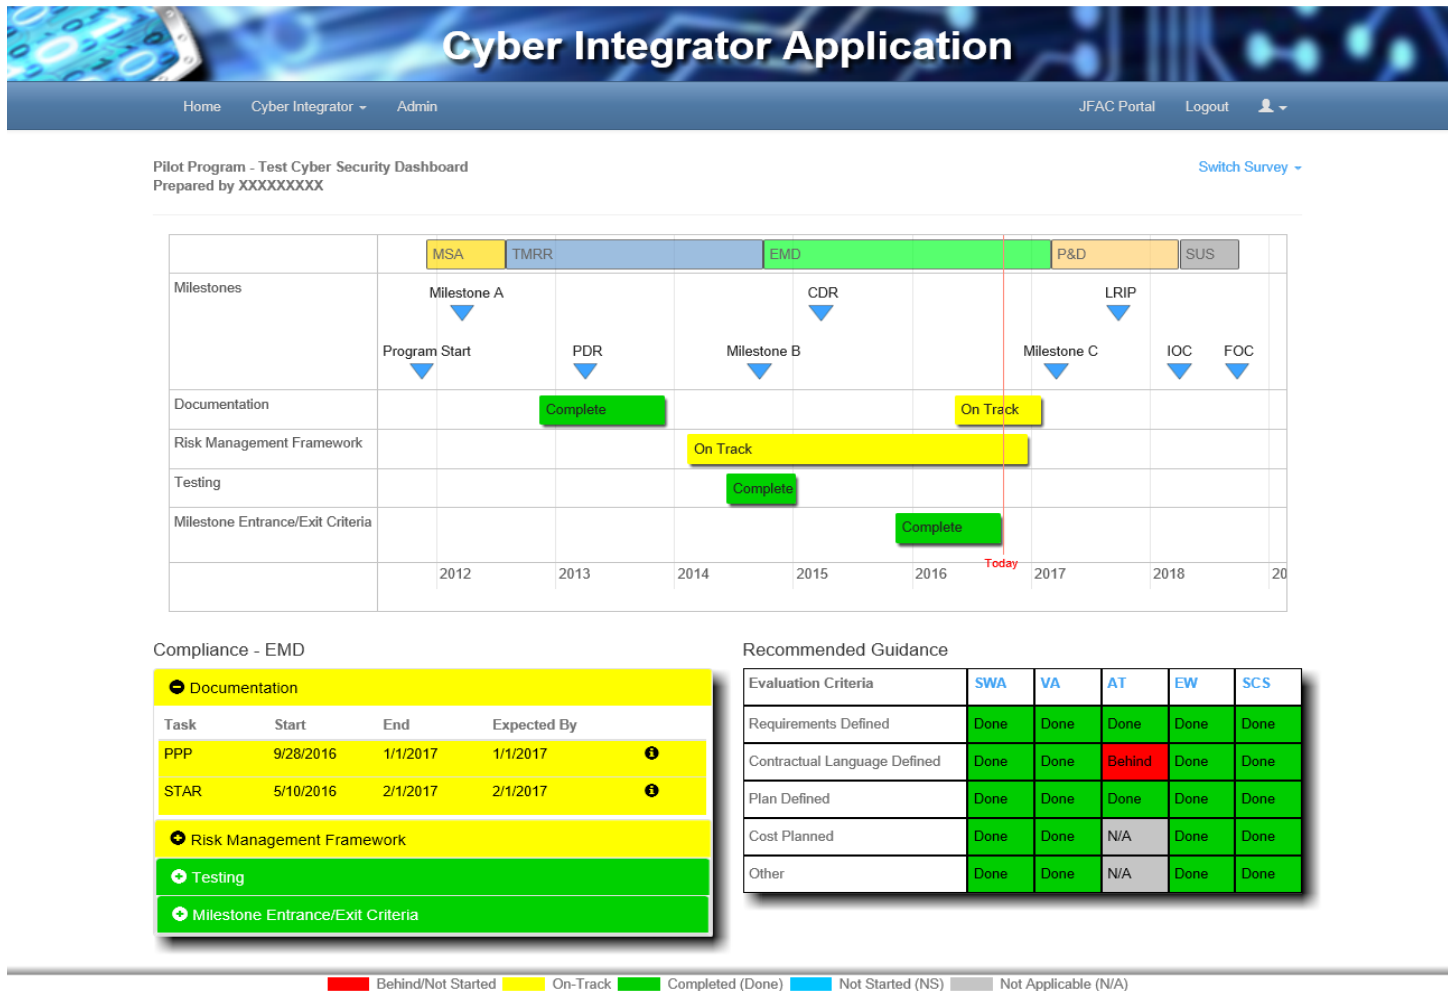 Cyber Integrator Application
Home Cyber Integrator Admin JFAC Portal Logout
Pilot Program - Test Cyber Security Dashboard Switch Survey
Prepared by XXXXXXXXX
MSA TMRR EMD P&D SUS
Milestones
Milestone A CDR LRIP
Program Start PDR Milestone B Milestone C IOC FOC
Documentation Complete On Track
Risk Management Framework On Track
Testing Complete
Milestone Entrance/Exit Criteria Complete
Today
2012 2013 2014 2015 2016 2017 2018 20
Compliance - EMD
Documentation
Task Start End Expected By
PPP 9/28/2016 1/1/2017 1/1/2017
STAR 5/10/2016 2/1/2017 2/1/2017
Risk Management Framework
Testing
Milestone Entrance/Exit Criteria
Recommended Guidance
Evaluation Criteria SWA VA AT EW SCS
Requirements Defined Done Done Done Done Done
Contractual Language Defined Done Done Behind Done Done
Plan Defined Done Done Done Done Done
Cost Planned Done Done N/A Done Done
Other Done Done N/A Done Done
Behind/Not Started On-Track Completed (Done) Not Started (NS) Not Applicable (N/A)